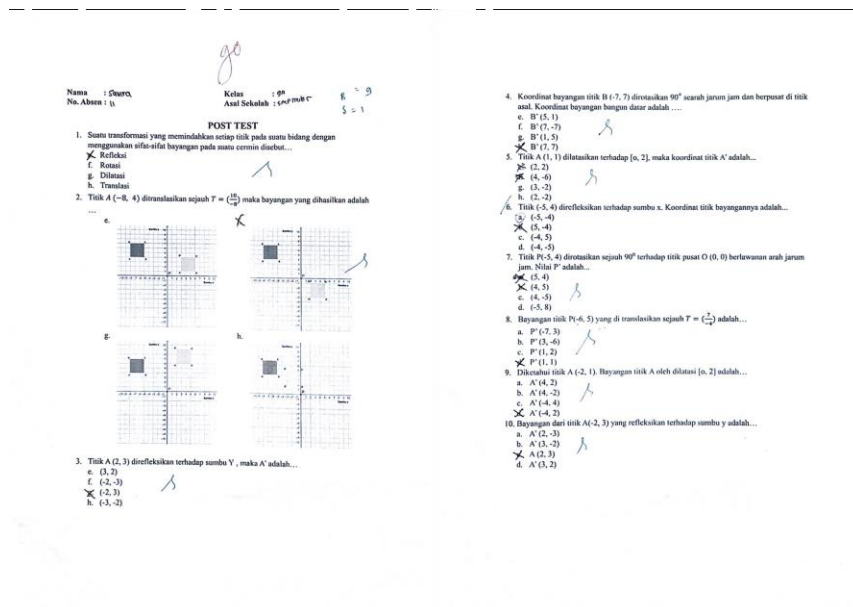 90
Nama : 
No. Absen : 11
Kelas : 9A
Asal Sekolah : 
B = 9
S = 1
POST TEST
1. Suatu transformasi yang memindahkan setiap titik pada suatu bidang dengan
menggunakan sifat-sifat bayangan pada suatu cermin disebut…
Refleksi
f. Rotasi
g. Dilatasi
h. Translasi
2. Titik A (−8, 4) ditranslasikan sejauh T = maka bayangan yang dihasilkan adalah
…
e.
g.
h.
3. Titik A (2, 3) direfleksikan terhadap sumbu Y , maka A' adalah…
e. (3, 2)
f. (-2, -3)
(-2, 3)
h. (-3, -2)
4. Koordinat bayangan titik B (-7, 7) dirotasikan 90° searah jarum jam dan berpusat di titik
asal. Koordinat bayangan bangun datar adalah ….
e. B' (5, 1)
f. B' (7, -7)
g. B' (1, 5)
B' (7, 7)
5. Titik A (1, 1) dilatasikan terhadap [o, 2], maka koordinat titik A' adalah...
(2, 2)
(4, -6)
g. (3, -2)
h. (2, -2)
6. Titik (-5, 4) direfleksikan terhadap sumbu x. Koordinat titik bayangannya adalah...
a. (-5, -4)
(5, -4)
c. (-4, 5)
d. (-4, -5)
7. Titik P(-5, 4) dirotasikan sejauh 90° terhadap titik pusat O (0, 0) berlawanan arah jarum
jam. Nilai P' adalah...
(5, 4)
(4, 5)
c. (4, -5)
d. (-5, 8)
8. Bayangan titik P(-6, 5) yang di translasikan sejauh T = adalah…
a. P' (-7, 3)
b. P' (3, -6)
c. P' (1, 2)
P' (1, 1)
9. Diketahui titik A (-2, 1). Bayangan titik A oleh dilatasi [o, 2] adalah…
a. A' (4, 2)
b. A' (4, -2)
c. A' (-4, 4)
A' (-4, 2)
10. Bayangan dari titik A(-2, 3) yang refleksikan terhadap sumbu y adalah…
a. A' (2, -3)
b. A' (3, -2)
A (2, 3)
d. A' (3, 2)